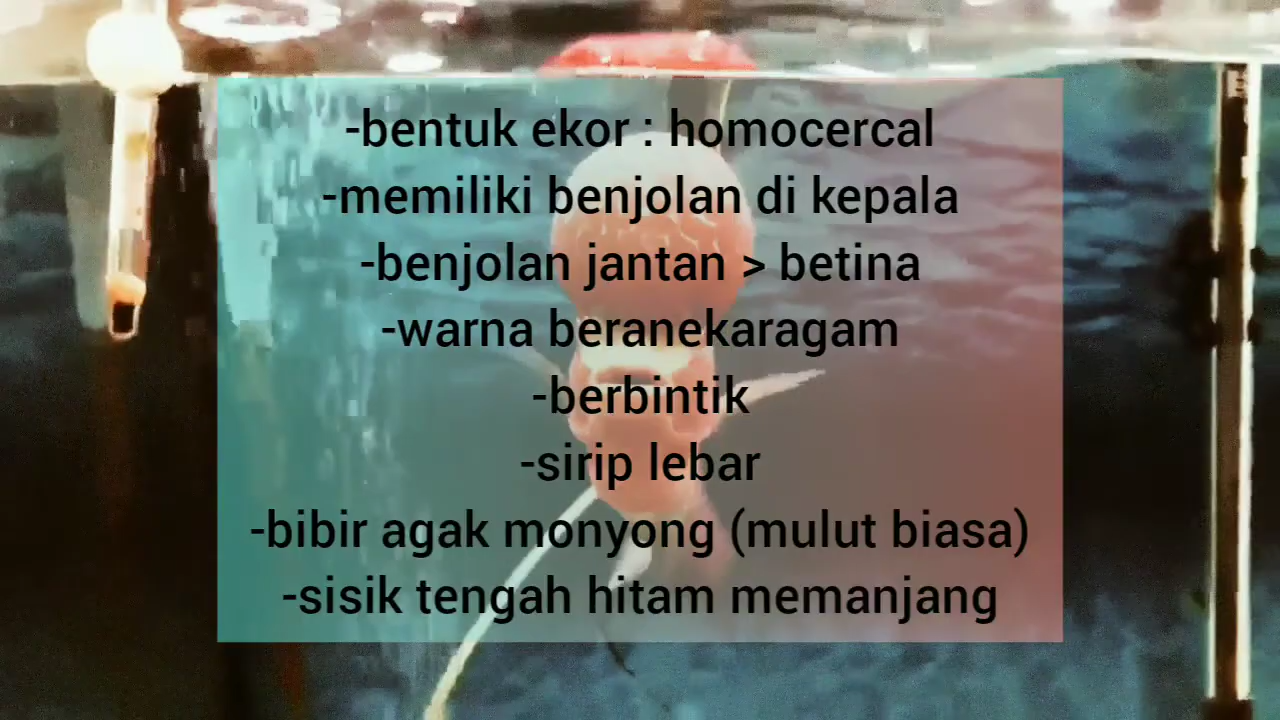 -bentuk ekor : homocercal
-memiliki benjolan di kepala
-benjolan jantan > betina
-warna beranekaragam
-berbintik
-sirip lebar
-bibir agak monyong (mulut biasa)
-sisik tengah hitam memanjang